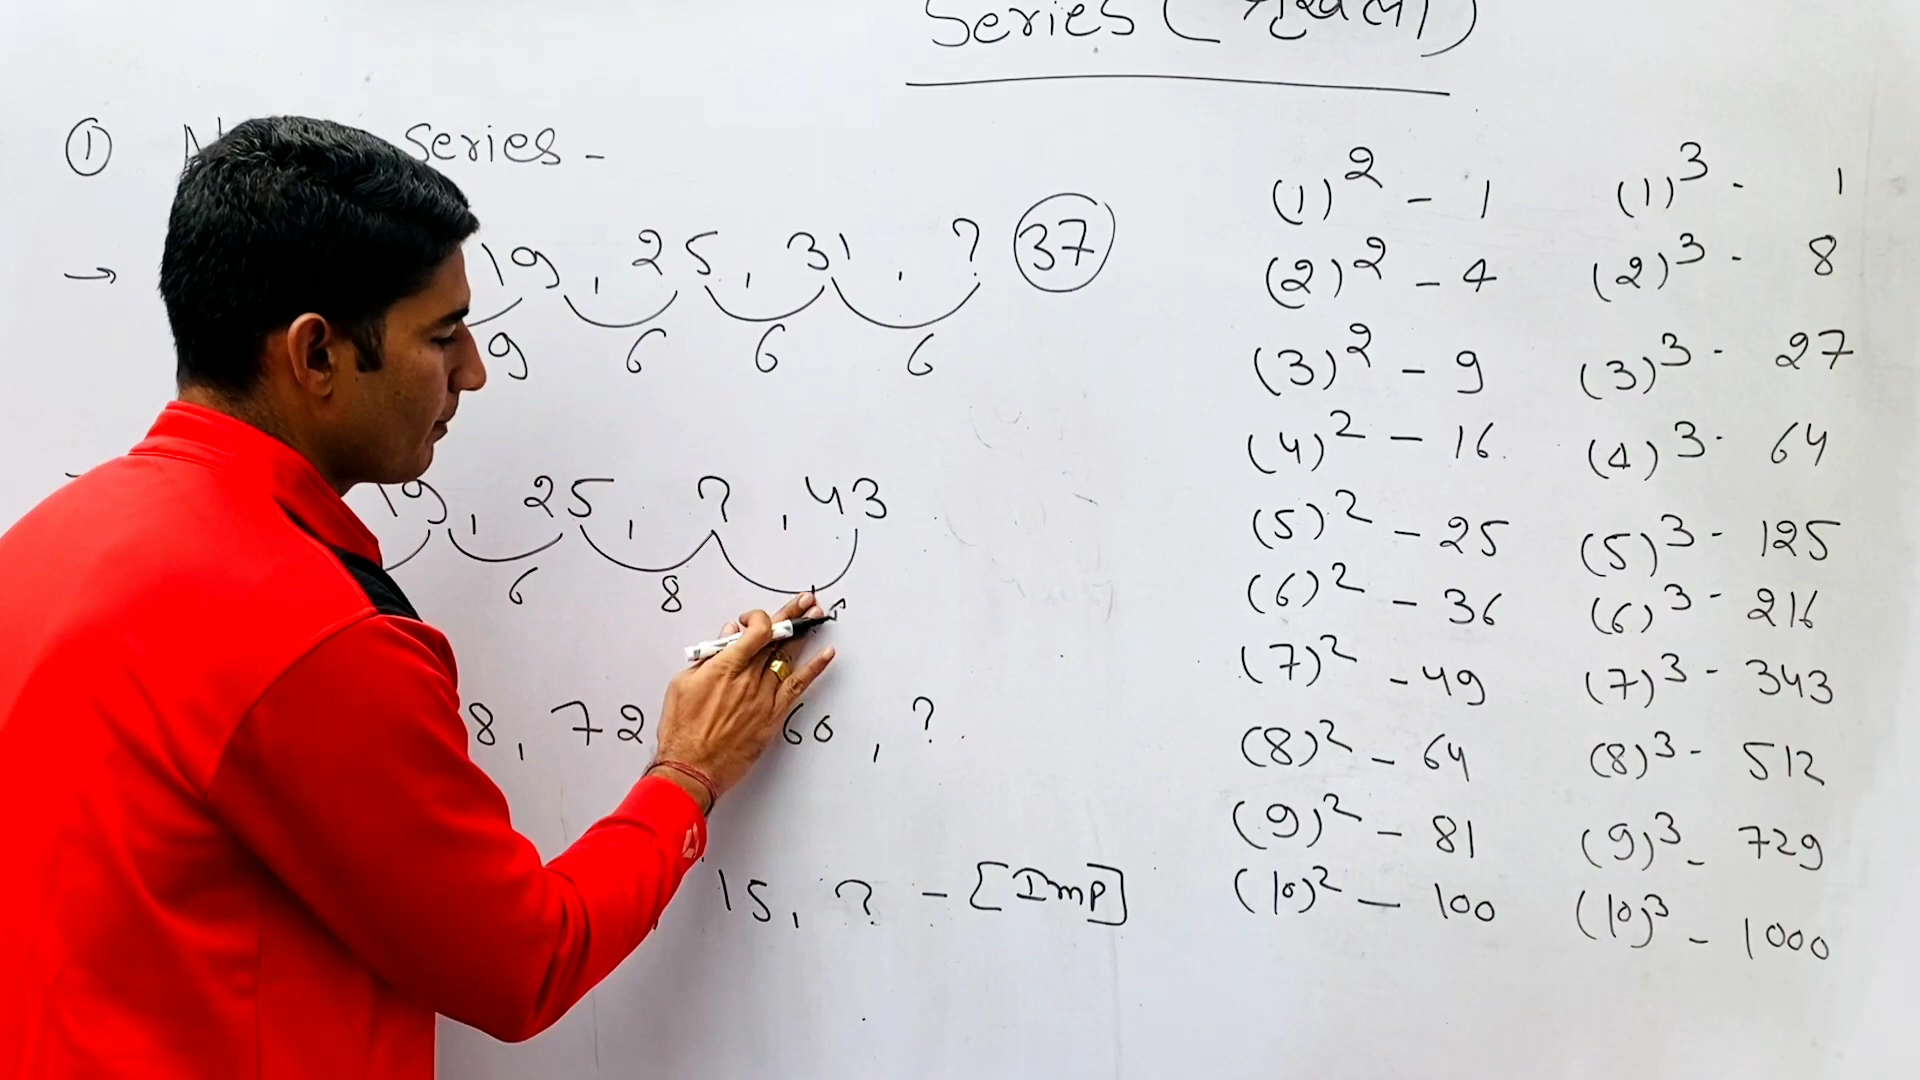 Series (शृंखला)
① Series -
→ 19, 25, 31, ? 37
9 6 6 6
19, 25, ?, 43
6 8
8, 72 60, ?
15, ? - [Imp]
(1)² - 1 (1)³ - 1
(2)² - 4 (2)³ - 8
(3)² - 9 (3)³ - 27
(4)² - 16 (4)³ - 64
(5)² - 25 (5)³ - 125
(6)² - 36 (6)³ - 216
(7)² - 49 (7)³ - 343
(8)² - 64 (8)³ - 512
(9)² - 81 (9)³ - 729
(10)² - 100 (10)³ - 1000